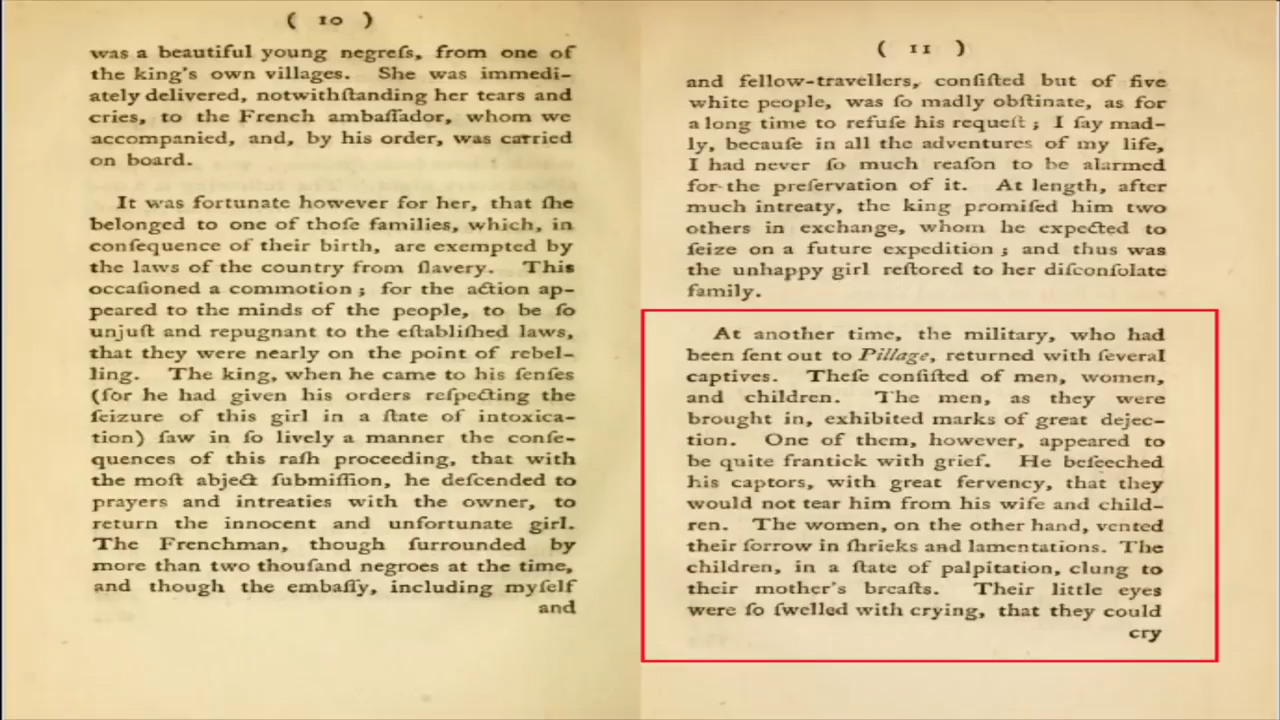 ( 10 )
was a beautiful young negreſs, from one of
the king's own villages. She was immedi-
ately delivered, notwithſtanding her tears and
cries, to the French ambaſſador, whom we
accompanied, and, by his order, was carried
on board.
It was fortunate however for her, that ſhe
belonged to one of thoſe families, which, in
conſequence of their birth, are exempted by
the laws of the country from ſlavery. This
occaſioned a commotion ; for the action ap-
peared to the minds of the people, to be ſo
unjuſt and repugnant to the eſtabliſhed laws,
that they were nearly on the point of rebel-
ling. The king, when he came to his ſenſes
(for he had given his orders reſpecting the
ſeizure of this girl in a ſtate of intoxica-
tion) ſaw in ſo lively a manner the conſe-
quences of this raſh proceeding, that with
the moſt abject ſubmiſſion, he deſcended to
prayers and intreaties with the owner, to
return the innocent and unfortunate girl.
The Frenchman, though ſurrounded by
more than two thouſand negroes at the time,
and though the embaſſy, including myſelf
and
( 11 )
and fellow-travellers, conſiſted but of five
white people, was ſo madly obſtinate, as for
a long time to refuſe his requeſt ; I ſay mad-
ly, becauſe in all the adventures of my life,
I had never ſo much reaſon to be alarmed
for the preſervation of it. At length, after
much intreaty, the king promiſed him two
others in exchange, whom he expected to
ſeize on a future expedition ; and thus was
the unhappy girl reſtored to her diſconſolate
family.
At another time, the military, who had
been ſent out to Pillage, returned with ſeveral
captives. Theſe conſiſted of men, women,
and children. The men, as they were
brought in, exhibited marks of great dejec-
tion. One of them, however, appeared to
be quite frantick with grief. He beſeeched
his captors, with great fervency, that they
would not tear him from his wife and child-
ren. The women, on the other hand, vented
their ſorrow in ſhrieks and lamentations. The
children, in a ſtate of palpitation, clung to
their mother's breaſts. Their little eyes
were ſo ſwelled with crying, that they could
cry